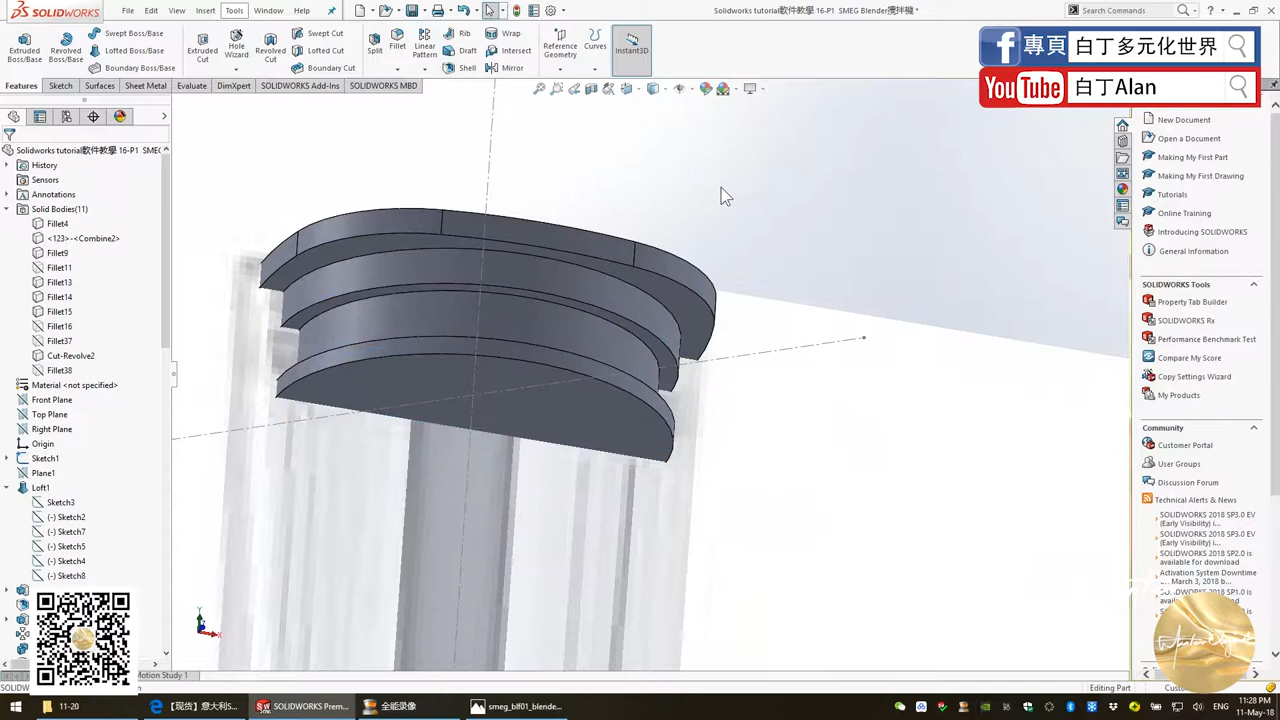 SOLIDWORKS
File Edit View Insert Tools Window Help
Solidworks tutorial軟件教學 16-P1 SMEG Blender攪拌機 *
Search Commands
Extruded Boss/Base
Revolved Boss/Base
Swept Boss/Base
Lofted Boss/Base
Boundary Boss/Base
Extruded Cut
Hole Wizard
Revolved Cut
Swept Cut
Lofted Cut
Boundary Cut
Split
Fillet
Linear Pattern
Rib
Draft
Shell
Wrap
Intersect
Mirror
Reference Geometry
Curves
Instant3D
專頁 白丁多元化世界
YouTube 白丁Alan
Features Sketch Surfaces Sheet Metal Evaluate DimXpert SOLIDWORKS Add-Ins SOLIDWORKS MBD
Solidworks tutorial軟件教學 16-P1 SMEG
History
Sensors
Annotations
Solid Bodies(11)
Fillet4
<123>-<Combine2>
Fillet9
Fillet11
Fillet13
Fillet14
Fillet15
Fillet16
Fillet37
Cut-Revolve2
Fillet38
Material <not specified>
Front Plane
Top Plane
Right Plane
Origin
Sketch1
Plane1
Loft1
Sketch3
(-) Sketch2
(-) Sketch7
(-) Sketch5
(-) Sketch4
(-) Sketch8
New Document
Open a Document
Making My First Part
Making My First Drawing
Tutorials
Online Training
Introducing SOLIDWORKS
General Information
SOLIDWORKS Tools
Property Tab Builder
SOLIDWORKS Rx
Performance Benchmark Test
Compare My Score
Copy Settings Wizard
My Products
Community
Customer Portal
User Groups
Discussion Forum
Technical Alerts & News
SOLIDWORKS 2018 SP3.0 EV
(Early Visibility) i...
SOLIDWORKS 2018 SP3.0 EV
(Early Visibility) i...
SOLIDWORKS 2018 SP2.0 is
available for download
Activation System Downtime
March 3, 2018
Y
X
Motion Study 1
Editing Part
11-20
【现货】意大利S...
SOLIDWORKS Prem...
全能录像
smeg_blf01_blende...
ENG
11:28 PM
11-May-18